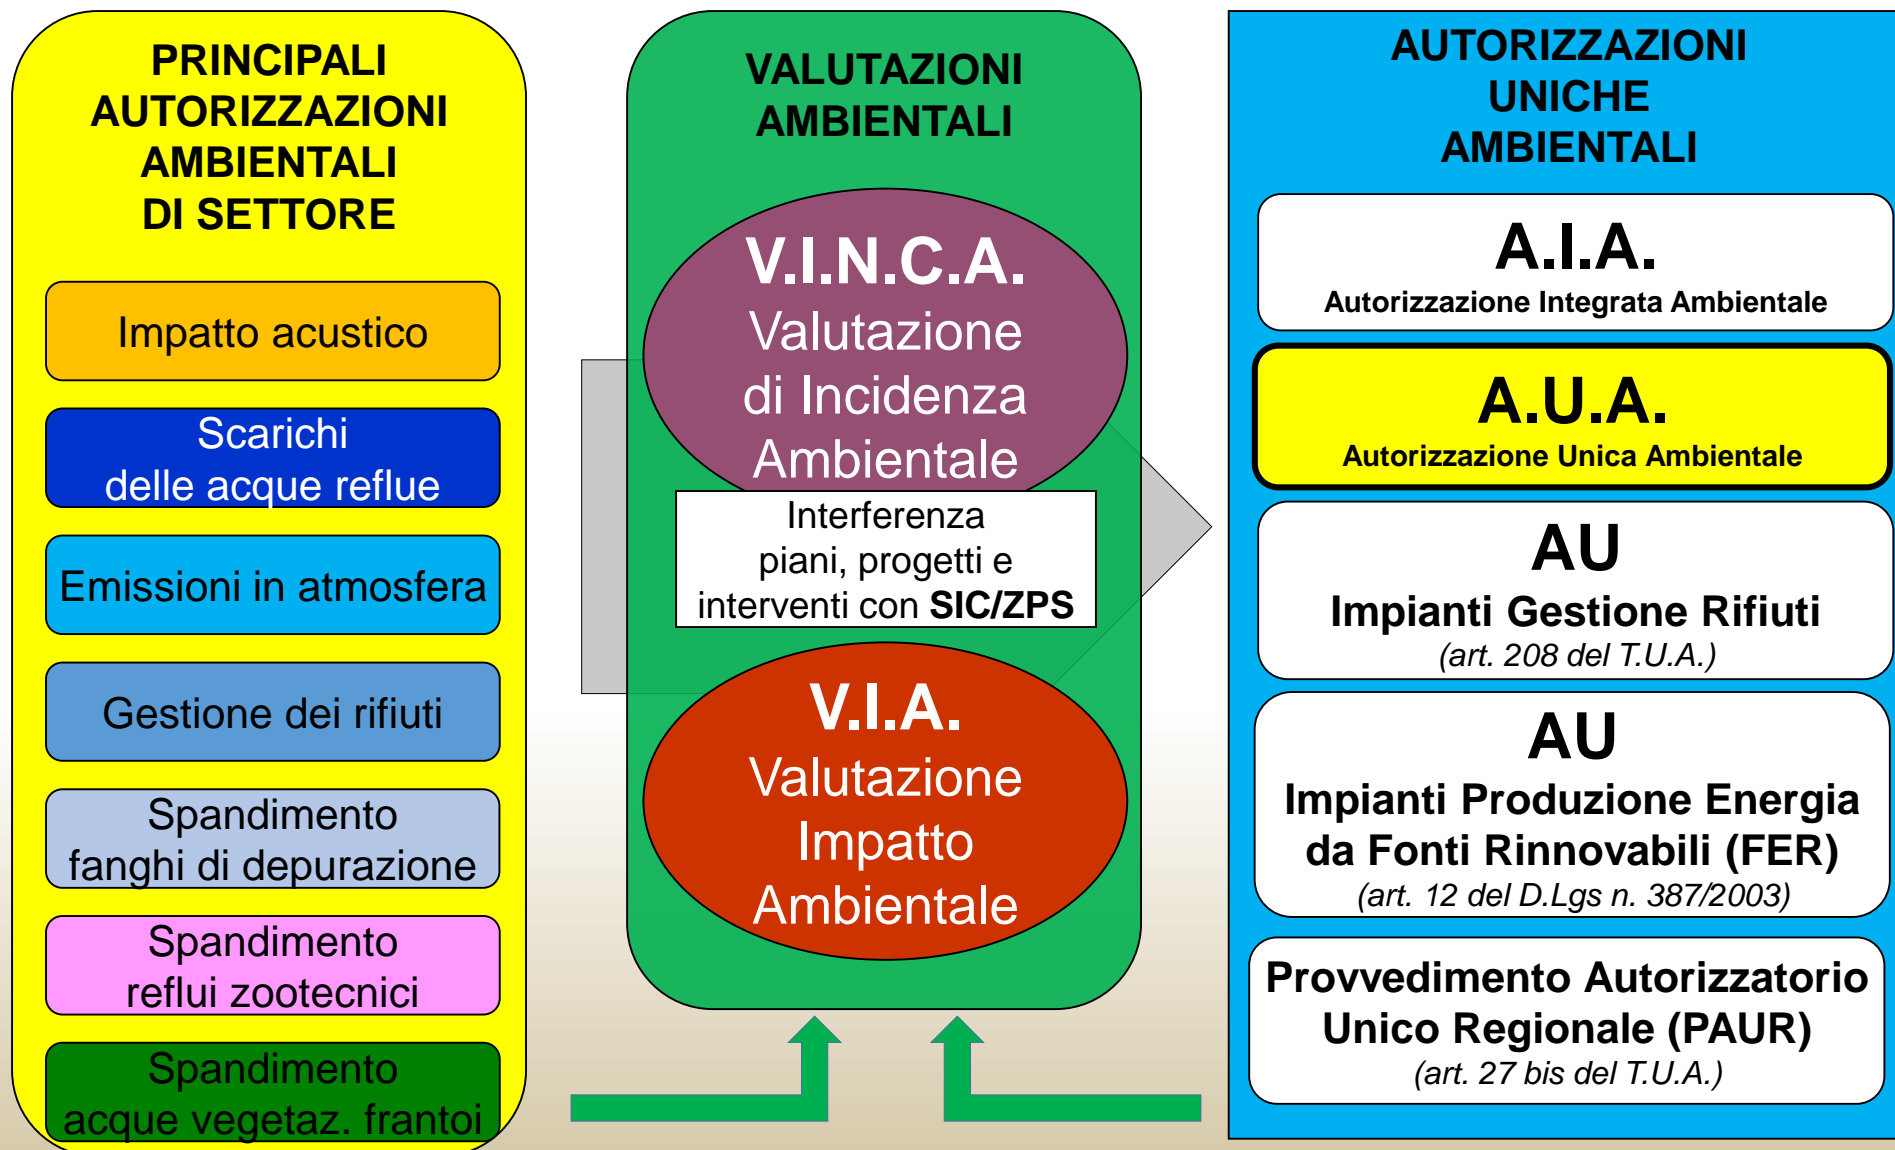 PRINCIPALI
AUTORIZZAZIONI
AMBIENTALI
DI SETTORE
Impatto acustico
Scarichi
delle acque reflue
Emissioni in atmosfera
Gestione dei rifiuti
Spandimento
fanghi di depurazione
Spandimento
reflui zootecnici
Spandimento
acque vegetaz. frantoi
VALUTAZIONI
AMBIENTALI
V.I.N.C.A.
Valutazione
di Incidenza
Ambientale
Interferenza
piani, progetti e
interventi con SIC/ZPS
V.I.A.
Valutazione
Impatto
Ambientale
AUTORIZZAZIONI
UNICHE
AMBIENTALI
A.I.A.
Autorizzazione Integrata Ambientale
A.U.A.
Autorizzazione Unica Ambientale
AU
Impianti Gestione Rifiuti
(art. 208 del T.U.A.)
AU
Impianti Produzione Energia
da Fonti Rinnovabili (FER)
(art. 12 del D.Lgs n. 387/2003)
Provvedimento Autorizzatorio
Unico Regionale (PAUR)
(art. 27 bis del T.U.A.)